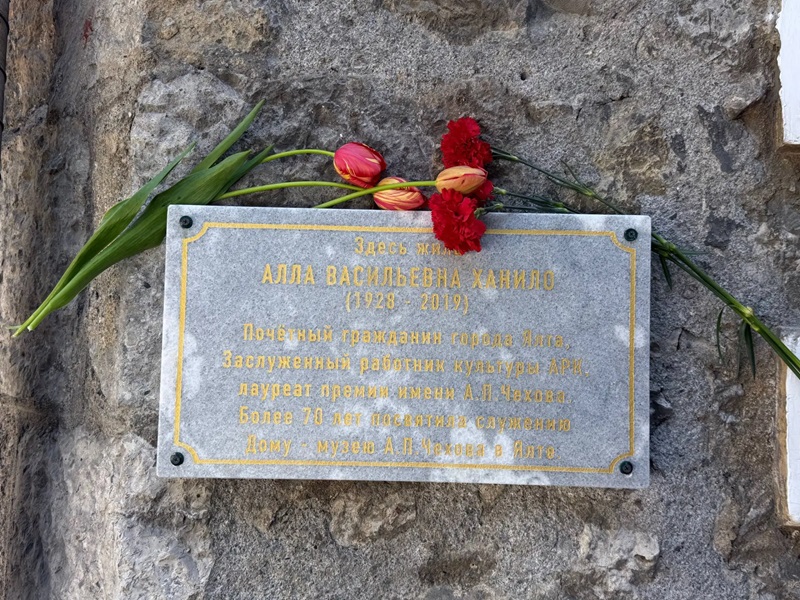 Здесь жила
АЛЛА ВАСИЛЬЕВНА ХАНИЛО
(1928 - 2019)
Почётный гражданин города Ялта,
Заслуженный работник культуры АРК,
лауреат премии имени А.П.Чехова.
Более 70 лет посвятила служению
Дому - музею А.П.Чехова в Ялте